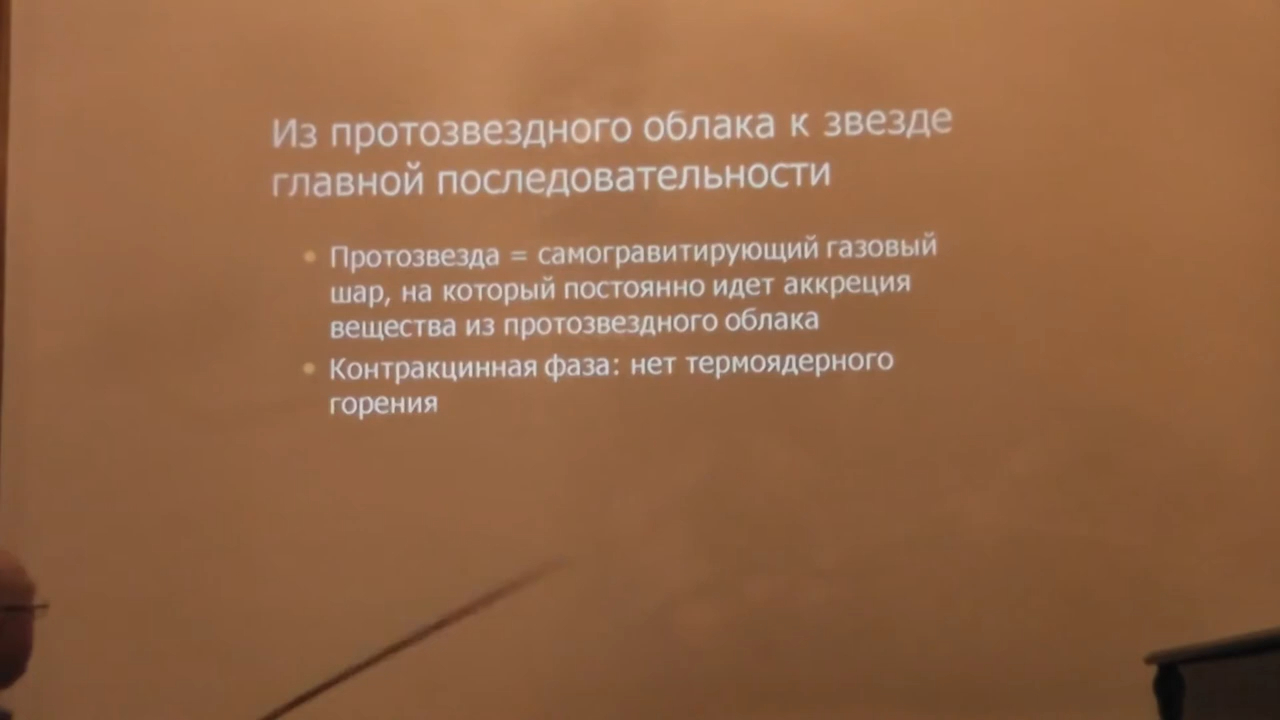 Из протозвездного облака к звезде
главной последовательности
• Протозвезда = самогравитирующий газовый
шар, на который постоянно идет аккреция
вещества из протозвездного облака
• Контракцинная фаза: нет термоядерного
горения